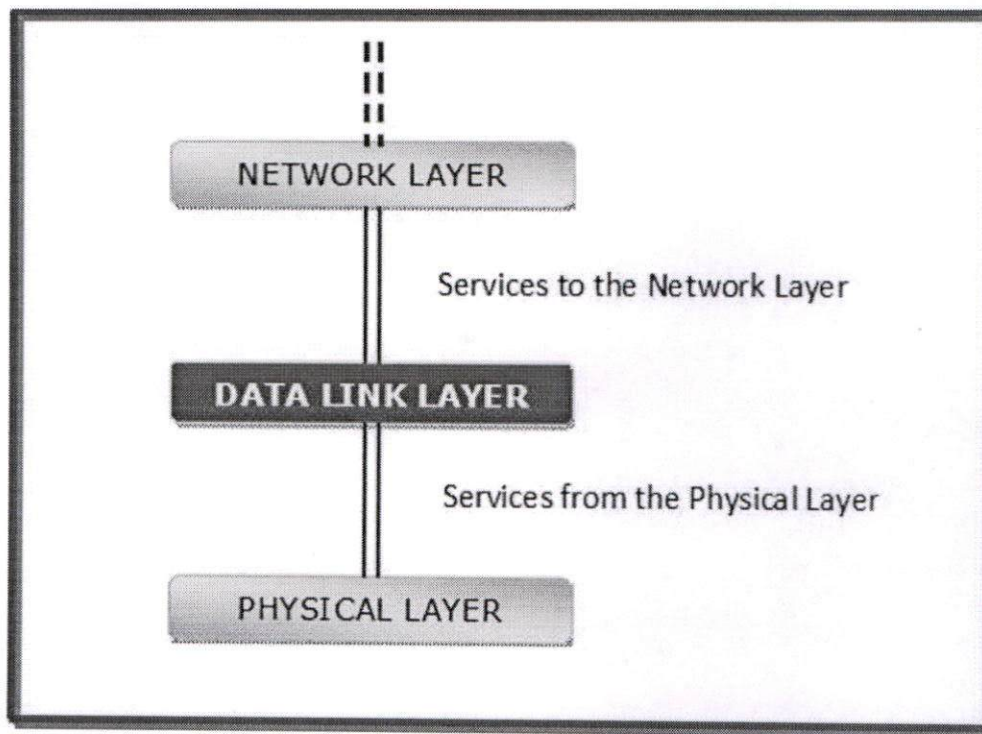 NETWORK LAYER
Services to the Network Layer
DATA LINK LAYER
Services from the Physical Layer
PHYSICAL LAYER